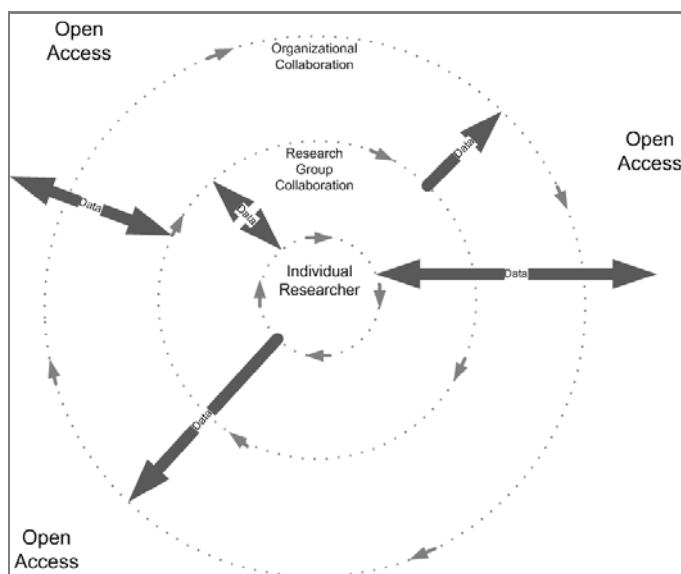 Open
Access
Organizational
Collaboration
Open
Access
Research
Group
Collaboration
Data
Data
Data
Individual
Researcher
Data
Data
Open
Access